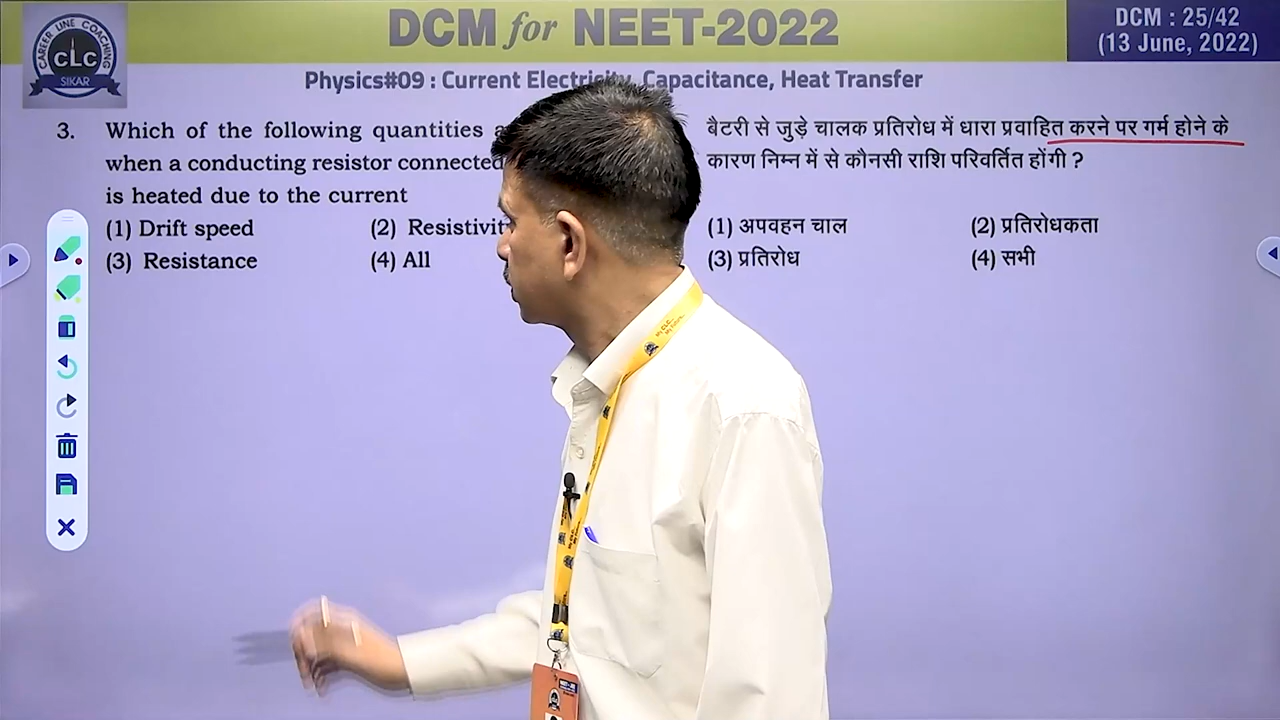 DCM for NEET-2022
DCM : 25/42
(13 June, 2022)
CAREER LINE COACHING
CLC
SIKAR
Physics#09 : Current Electricity, Capacitance, Heat Transfer
3. Which of the following quantities
when a conducting resistor connected
is heated due to the current
(1) Drift speed (2) Resistivit
(3) Resistance (4) All
बैटरी से जुड़े चालक प्रतिरोध में धारा प्रवाहित करने पर गर्म होने के
कारण निम्न में से कौनसी राशि परिवर्तित होंगी ?
(1) अपवहन चाल (2) प्रतिरोधकता
(3) प्रतिरोध (4) सभी